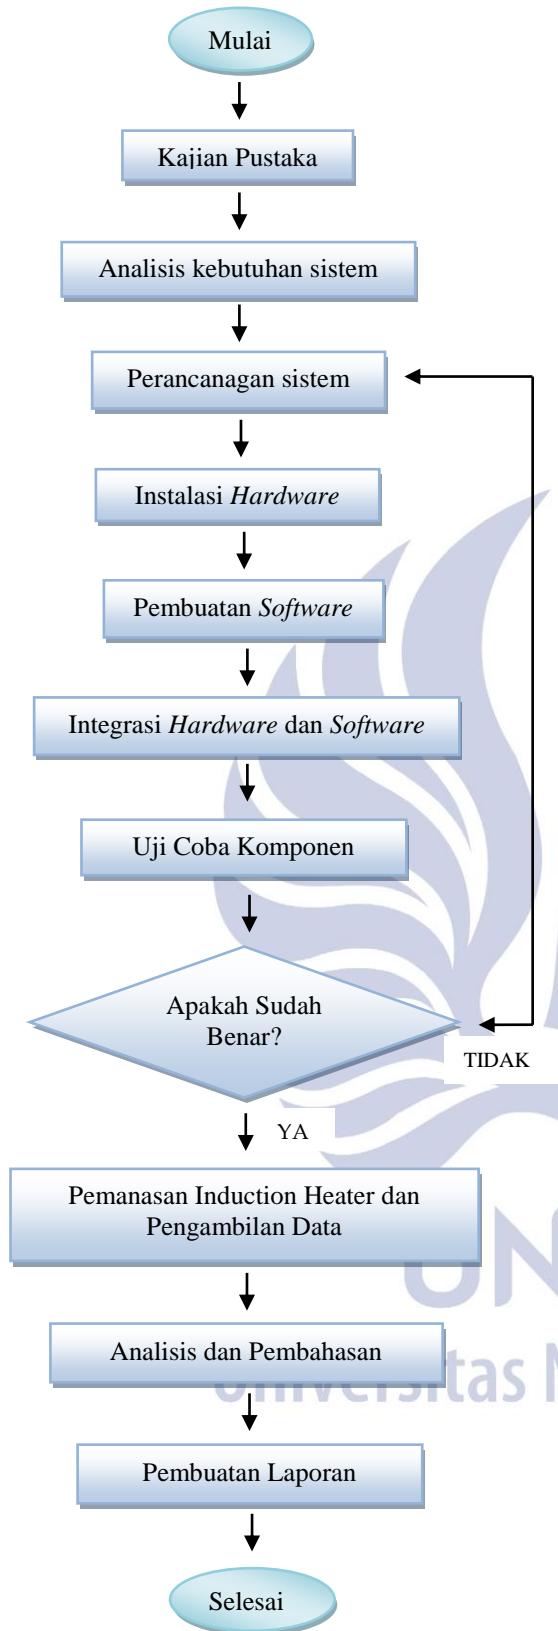 Mulai
Kajian Pustaka
Analisis kebutuhan sistem
Perancanagan sistem
Instalasi Hardware
Pembuatan Software
Integrasi Hardware dan Software
Uji Coba Komponen
Apakah Sudah
Benar?
TIDAK
YA
Pemanasan Induction Heater dan
Pengambilan Data
UN
Analisis dan Pembahasan
Pembuatan Laporan
Selesai